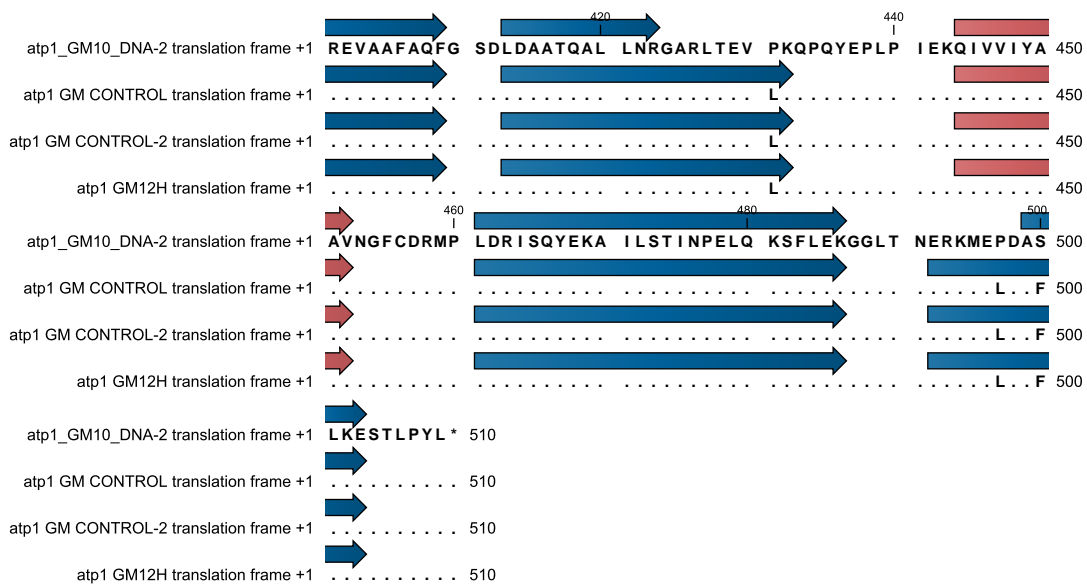 420 440
atp1_GM10_DNA-2 translation frame +1 REVAAFAQFG SDLDAATQAL LNRGARLTEV PKQPQYEPLP IEKQIVVIYA 450
atp1 GM CONTROL translation frame +1 .......... .......... .......... L......... .......... 450
atp1 GM CONTROL-2 translation frame +1 .......... .......... .......... L......... .......... 450
atp1 GM12H translation frame +1 .......... .......... .......... L......... .......... 450
460 480 500
atp1_GM10_DNA-2 translation frame +1 AVNGFCDRMP LDRISQYEKA ILSTINPELQ KSFLEKGGLT NERKMEPDAS 500
atp1 GM CONTROL translation frame +1 .......... .......... .......... .......... ......L..F 500
atp1 GM CONTROL-2 translation frame +1 .......... .......... .......... .......... ......L..F 500
atp1 GM12H translation frame +1 .......... .......... .......... .......... ......L..F 500
atp1_GM10_DNA-2 translation frame +1 LKESTLPYL* 510
atp1 GM CONTROL translation frame +1 .......... 510
atp1 GM CONTROL-2 translation frame +1 .......... 510
atp1 GM12H translation frame +1 .......... 510